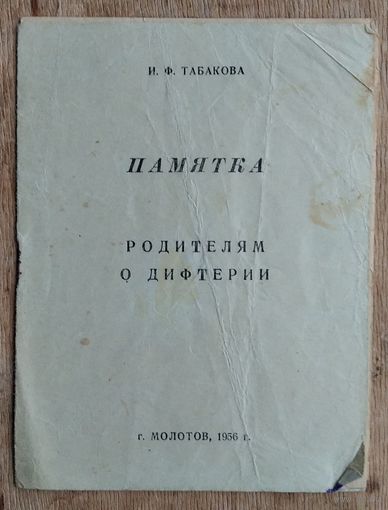 И. Ф. ТАБАКОВА
ПАМЯТКА
РОДИТЕЛЯМ
О ДИФТЕРИИ
г. МОЛОТОВ, 1956 г.